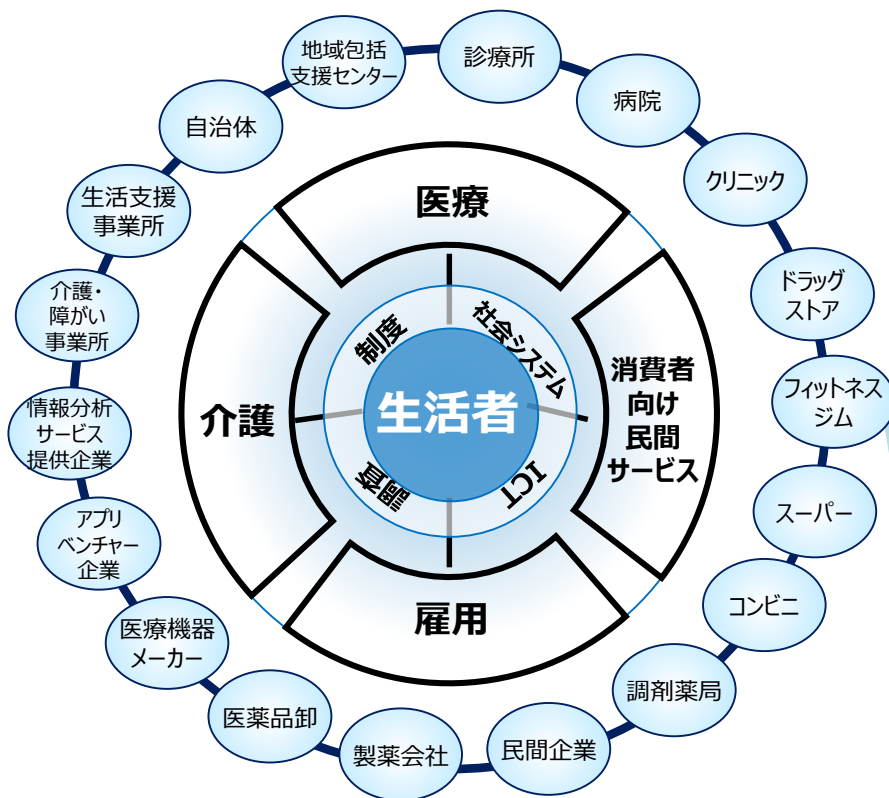 地域包括
支援センター
診療所
病院
クリニック
ドラッグ
ストア
フィットネス
ジム
スーパー
コンビニ
調剤薬局
民間企業
製薬会社
医薬品卸
医療機器
メーカー
アプリ
ベンチャー
企業
情報分析
サービス
提供企業
介護・
障がい
事業所
生活支援
事業所
自治体
医療
消費者
向け
民間
サービス
雇用
介護
制度
社会システム
ICT
調査
生活者